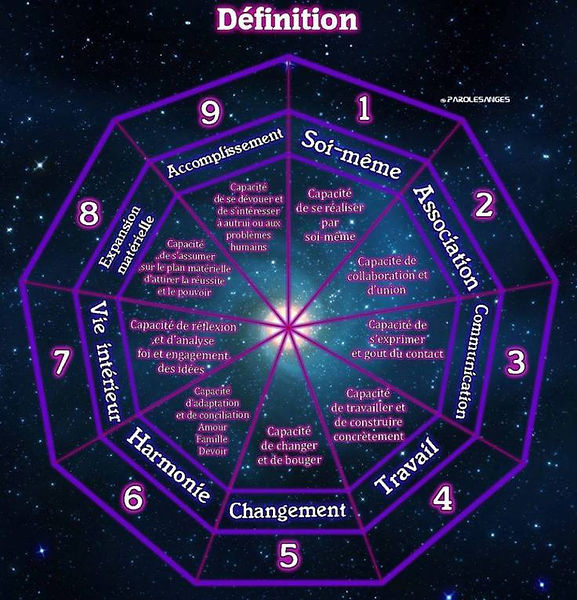 Définition
@PAROLESANGES
1
Soi-même
Capacité
de se réaliser
par
soi-même
2
Association
Capacité de
collaboration et
d'union
3
Communication
Capacité de
s'exprimer
et gout du contact
4
Travail
Capacité
de travailler et
de construire
concrètement
5
Changement
Capacité
de changer
et de bouger
6
Harmonie
Capacité
d'adaptation
et de conciliation
Amour
Famille
Devoir
7
Vie intérieur
Capacité de réflexion
et d'analyse
foi et engagement
des idées
8
Expansion
matérielle
Capacité
de s'assumer
sur le plan matérielle
d'attirer la réussite
et le pouvoir
9
Accomplissement
Capacité
de se dévouer et
de s'intéresser
à autrui ou aux
problèmes
humains